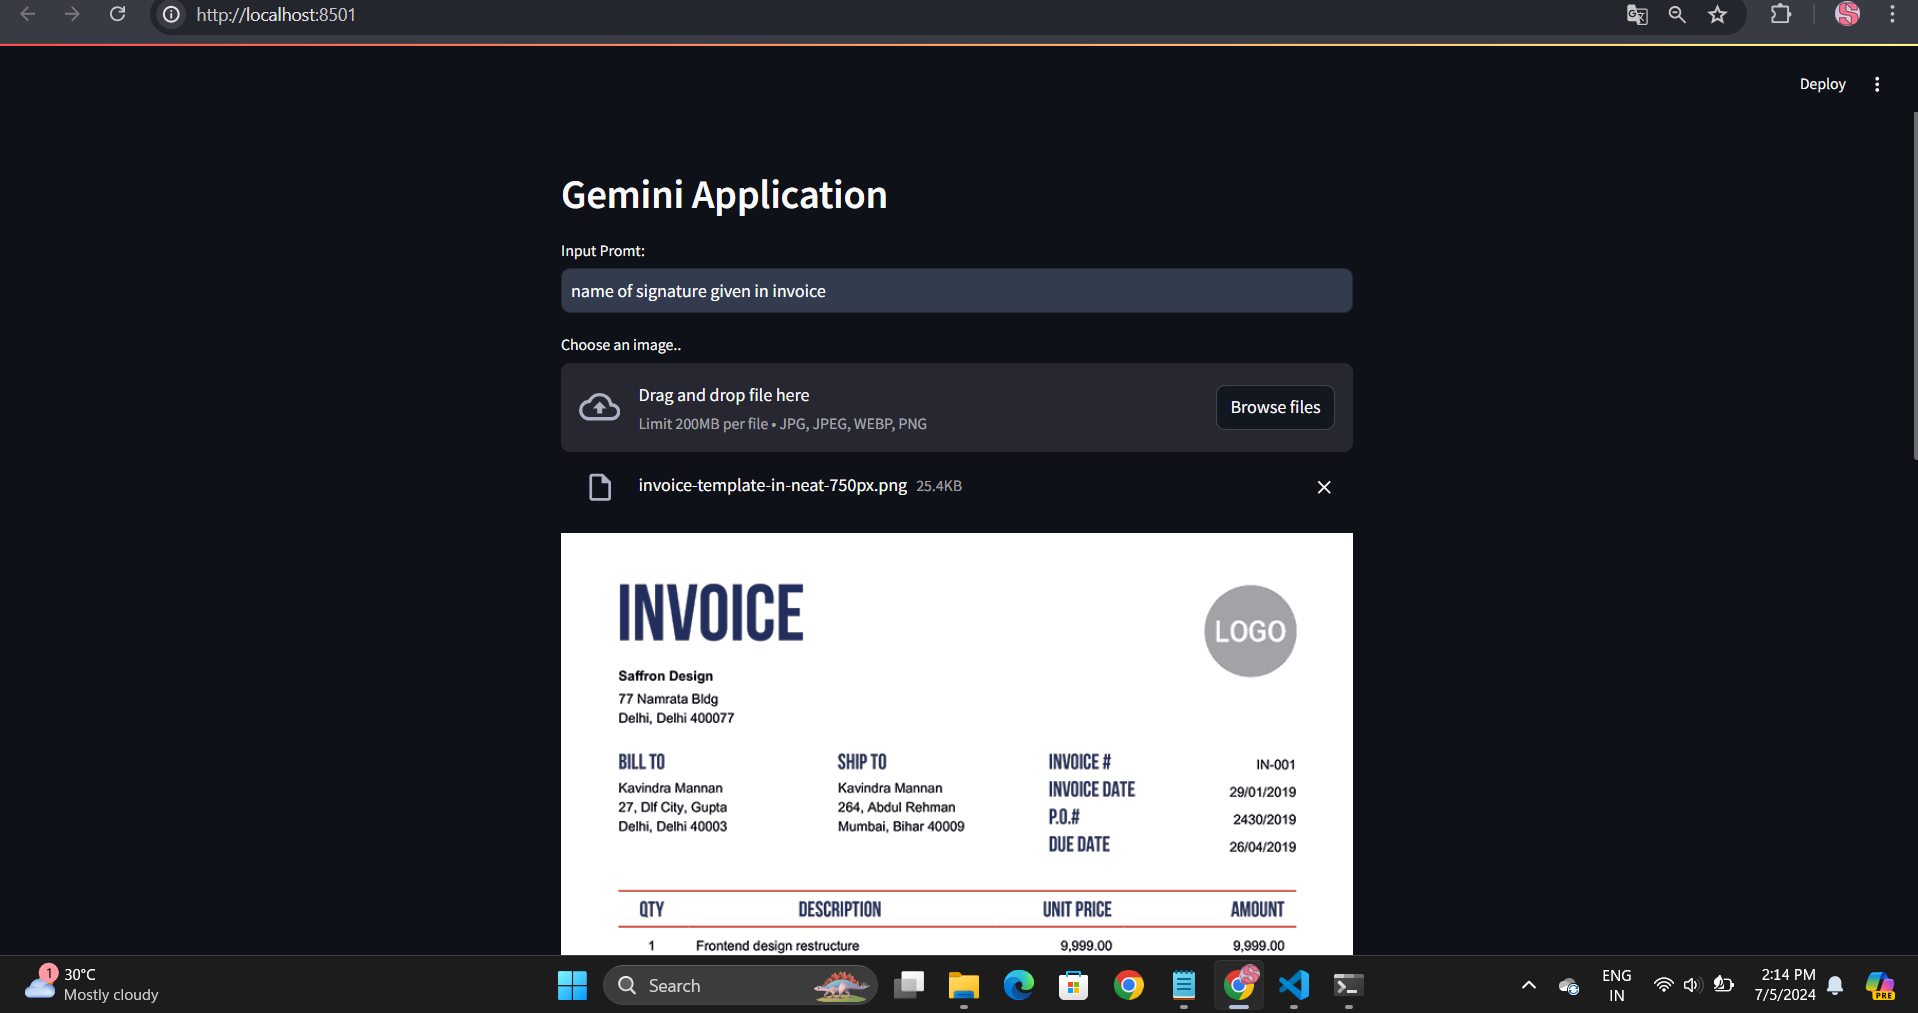 http://localhost:8501
Deploy
Gemini Application
Input Promt:
name of signature given in invoice
Choose an image..
Drag and drop file here
Limit 200MB per file • JPG, JPEG, WEBP, PNG
Browse files
invoice-template-in-neat-750px.png 25.4KB
INVOICE
LOGO
Saffron Design
77 Namrata Bldg
Delhi, Delhi 400077
BILL TO
Kavindra Mannan
27, Dlf City, Gupta
Delhi, Delhi 40003
SHIP TO
Kavindra Mannan
264, Abdul Rehman
Mumbai, Bihar 40009
INVOICE # IN-001
INVOICE DATE 29/01/2019
P.O.# 2430/2019
DUE DATE 26/04/2019
QTY DESCRIPTION UNIT PRICE AMOUNT
1 Frontend design restructure 9,999.00 9,999.00
1
30°C
Mostly cloudy
Search
PRE
ENG
IN
2:14 PM
7/5/2024